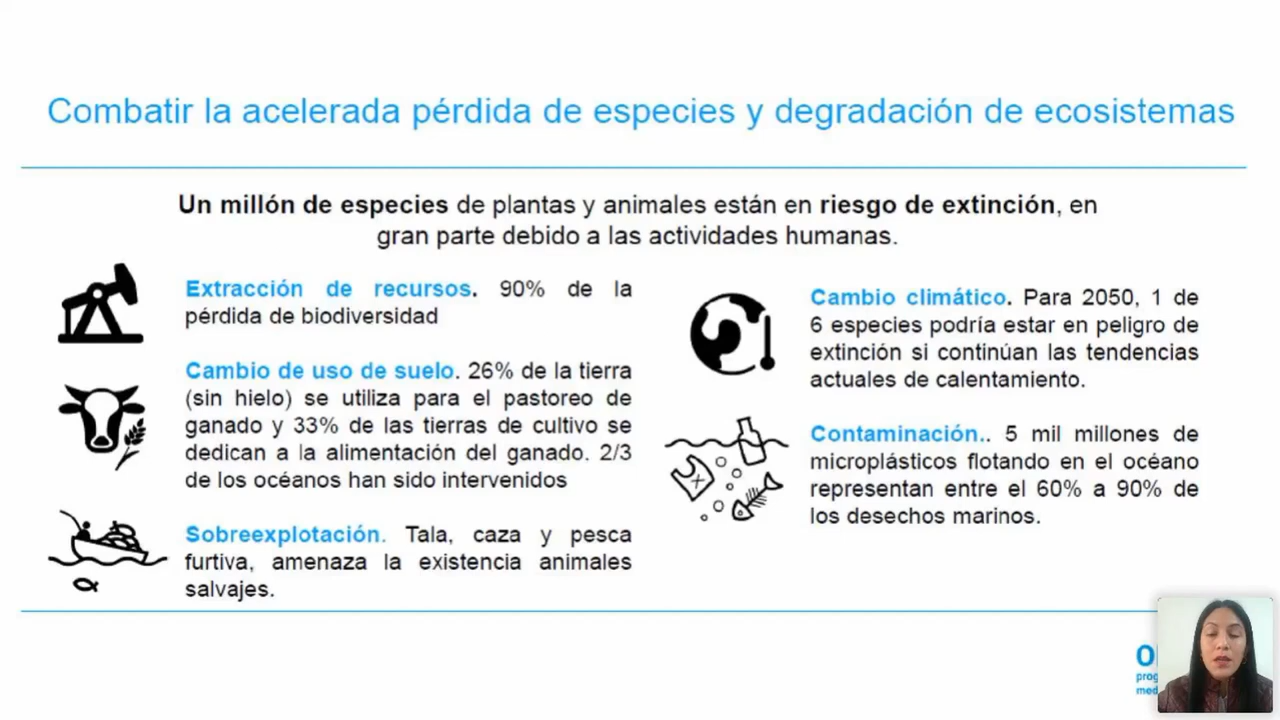 Combatir la acelerada pérdida de especies y degradación de ecosistemas
Un millón de especies de plantas y animales están en riesgo de extinción, en
gran parte debido a las actividades humanas.
Extracción de recursos. 90% de la
pérdida de biodiversidad
Cambio de uso de suelo. 26% de la tierra
(sin hielo) se utiliza para el pastoreo de
ganado y 33% de las tierras de cultivo se
dedican a la alimentación del ganado. 2/3
de los océanos han sido intervenidos
Sobreexplotación. Tala, caza y pesca
furtiva, amenaza la existencia animales
salvajes.
Cambio climático. Para 2050, 1 de
6 especies podría estar en peligro de
extinción si continúan las tendencias
actuales de calentamiento.
Contaminación.. 5 mil millones de
microplásticos flotando en el océano
representan entre el 60% a 90% de
los desechos marinos.